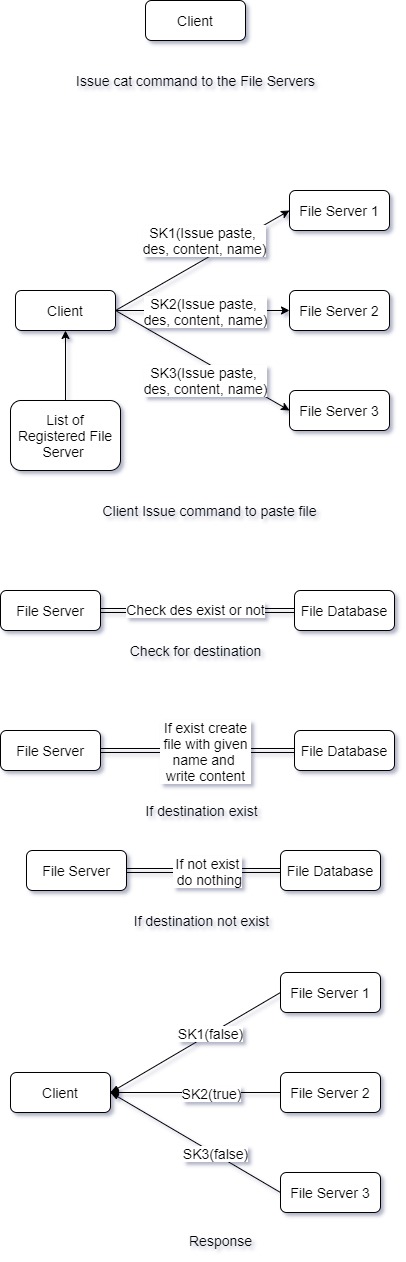 Client
Issue cat command to the File Servers
File Server 1
SK1(Issue paste,
des, content, name)
Client
SK2(Issue paste,
des, content, name)
File Server 2
SK3(Issue paste,
des, content, name)
File Server 3
List of
Registered File
Server
Client Issue command to paste file
File Server
Check des exist or not
File Database
Check for destination
File Server
If exist create
file with given
name and
write content
File Database
If destination exist
File Server
If not exist
do nothing
File Database
If destination not exist
File Server 1
SK1(false)
Client
SK2(true)
File Server 2
SK3(false)
File Server 3
Response